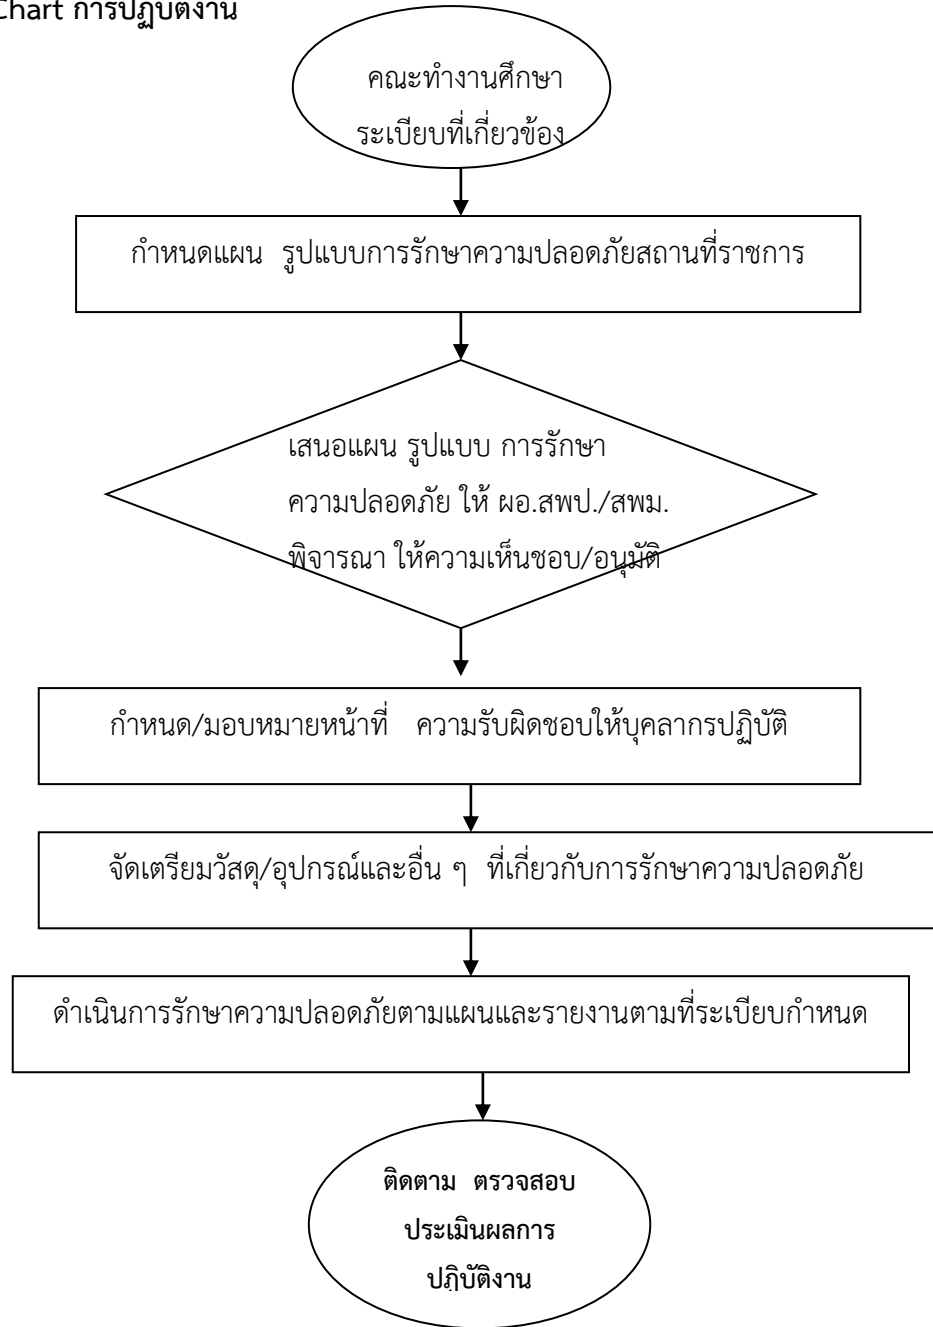 Chart การปฏิบัติงาน
คณะทำงานศึกษา
ระเบียบที่เกี่ยวข้อง
กำหนดแผน รูปแบบการรักษาความปลอดภัยสถานที่ราชการ
เสนอแผน รูปแบบ การรักษา
ความปลอดภัย ให้ ผอ.สพป./สพม.
พิจารณา ให้ความเห็นชอบ/อนุมัติ
กำหนด/มอบหมายหน้าที่ ความรับผิดชอบให้บุคลากรปฏิบัติ
จัดเตรียมวัสดุ/อุปกรณ์และอื่น ๆ ที่เกี่ยวกับการรักษาความปลอดภัย
ดำเนินการรักษาความปลอดภัยตามแผนและรายงานตามที่ระเบียบกำหนด
ติดตาม ตรวจสอบ
ประเมินผลการ
ปฏิบัติงาน